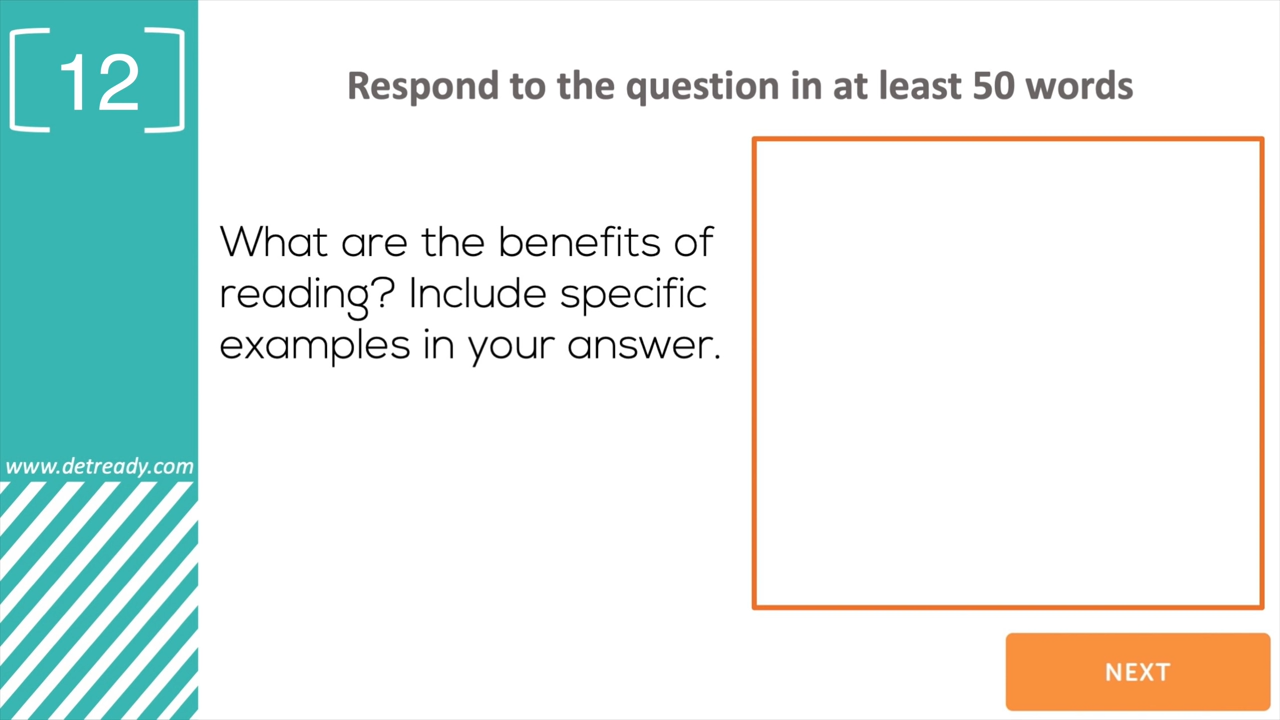 [12]
Respond to the question in at least 50 words
What are the benefits of
reading? Include specific
examples in your answer.
www.detready.com
NEXT